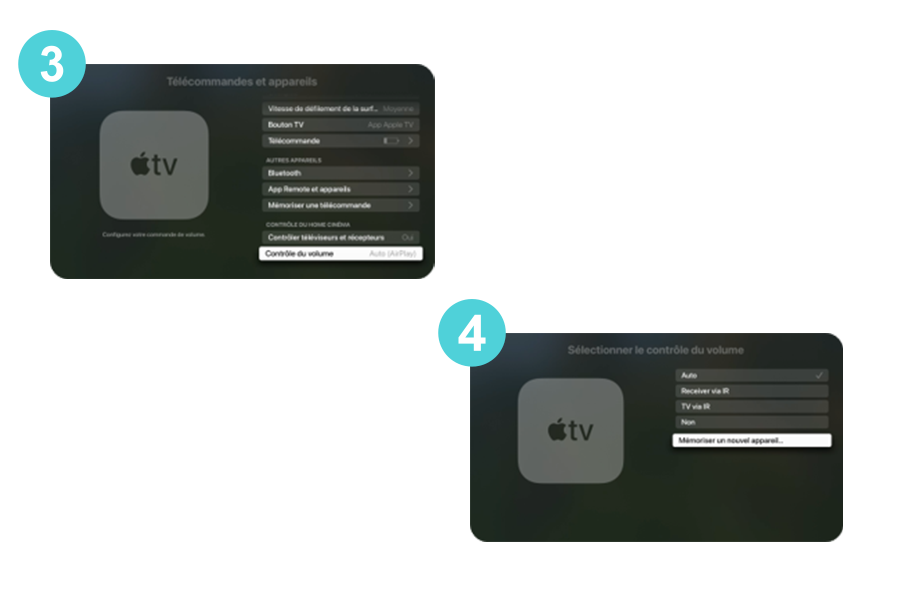 3
Télécommandes et appareils
tv
Configurez votre commande de volume.
Vitesse de défilement de la surf... Moyenne
Bouton TV App Apple TV
Télécommande
AUTRES APPAREILS
Bluetooth
App Remote et appareils
Mémoriser une télécommande
CONTRÔLE DU HOME CINÉMA
Contrôler téléviseurs et récepteurs Oui
Contrôle du volume Auto (AirPlay)
4
Sélectionner le contrôle du volume
tv
Auto
Receiver via IR
TV via IR
Non
Mémoriser un nouvel appareil...